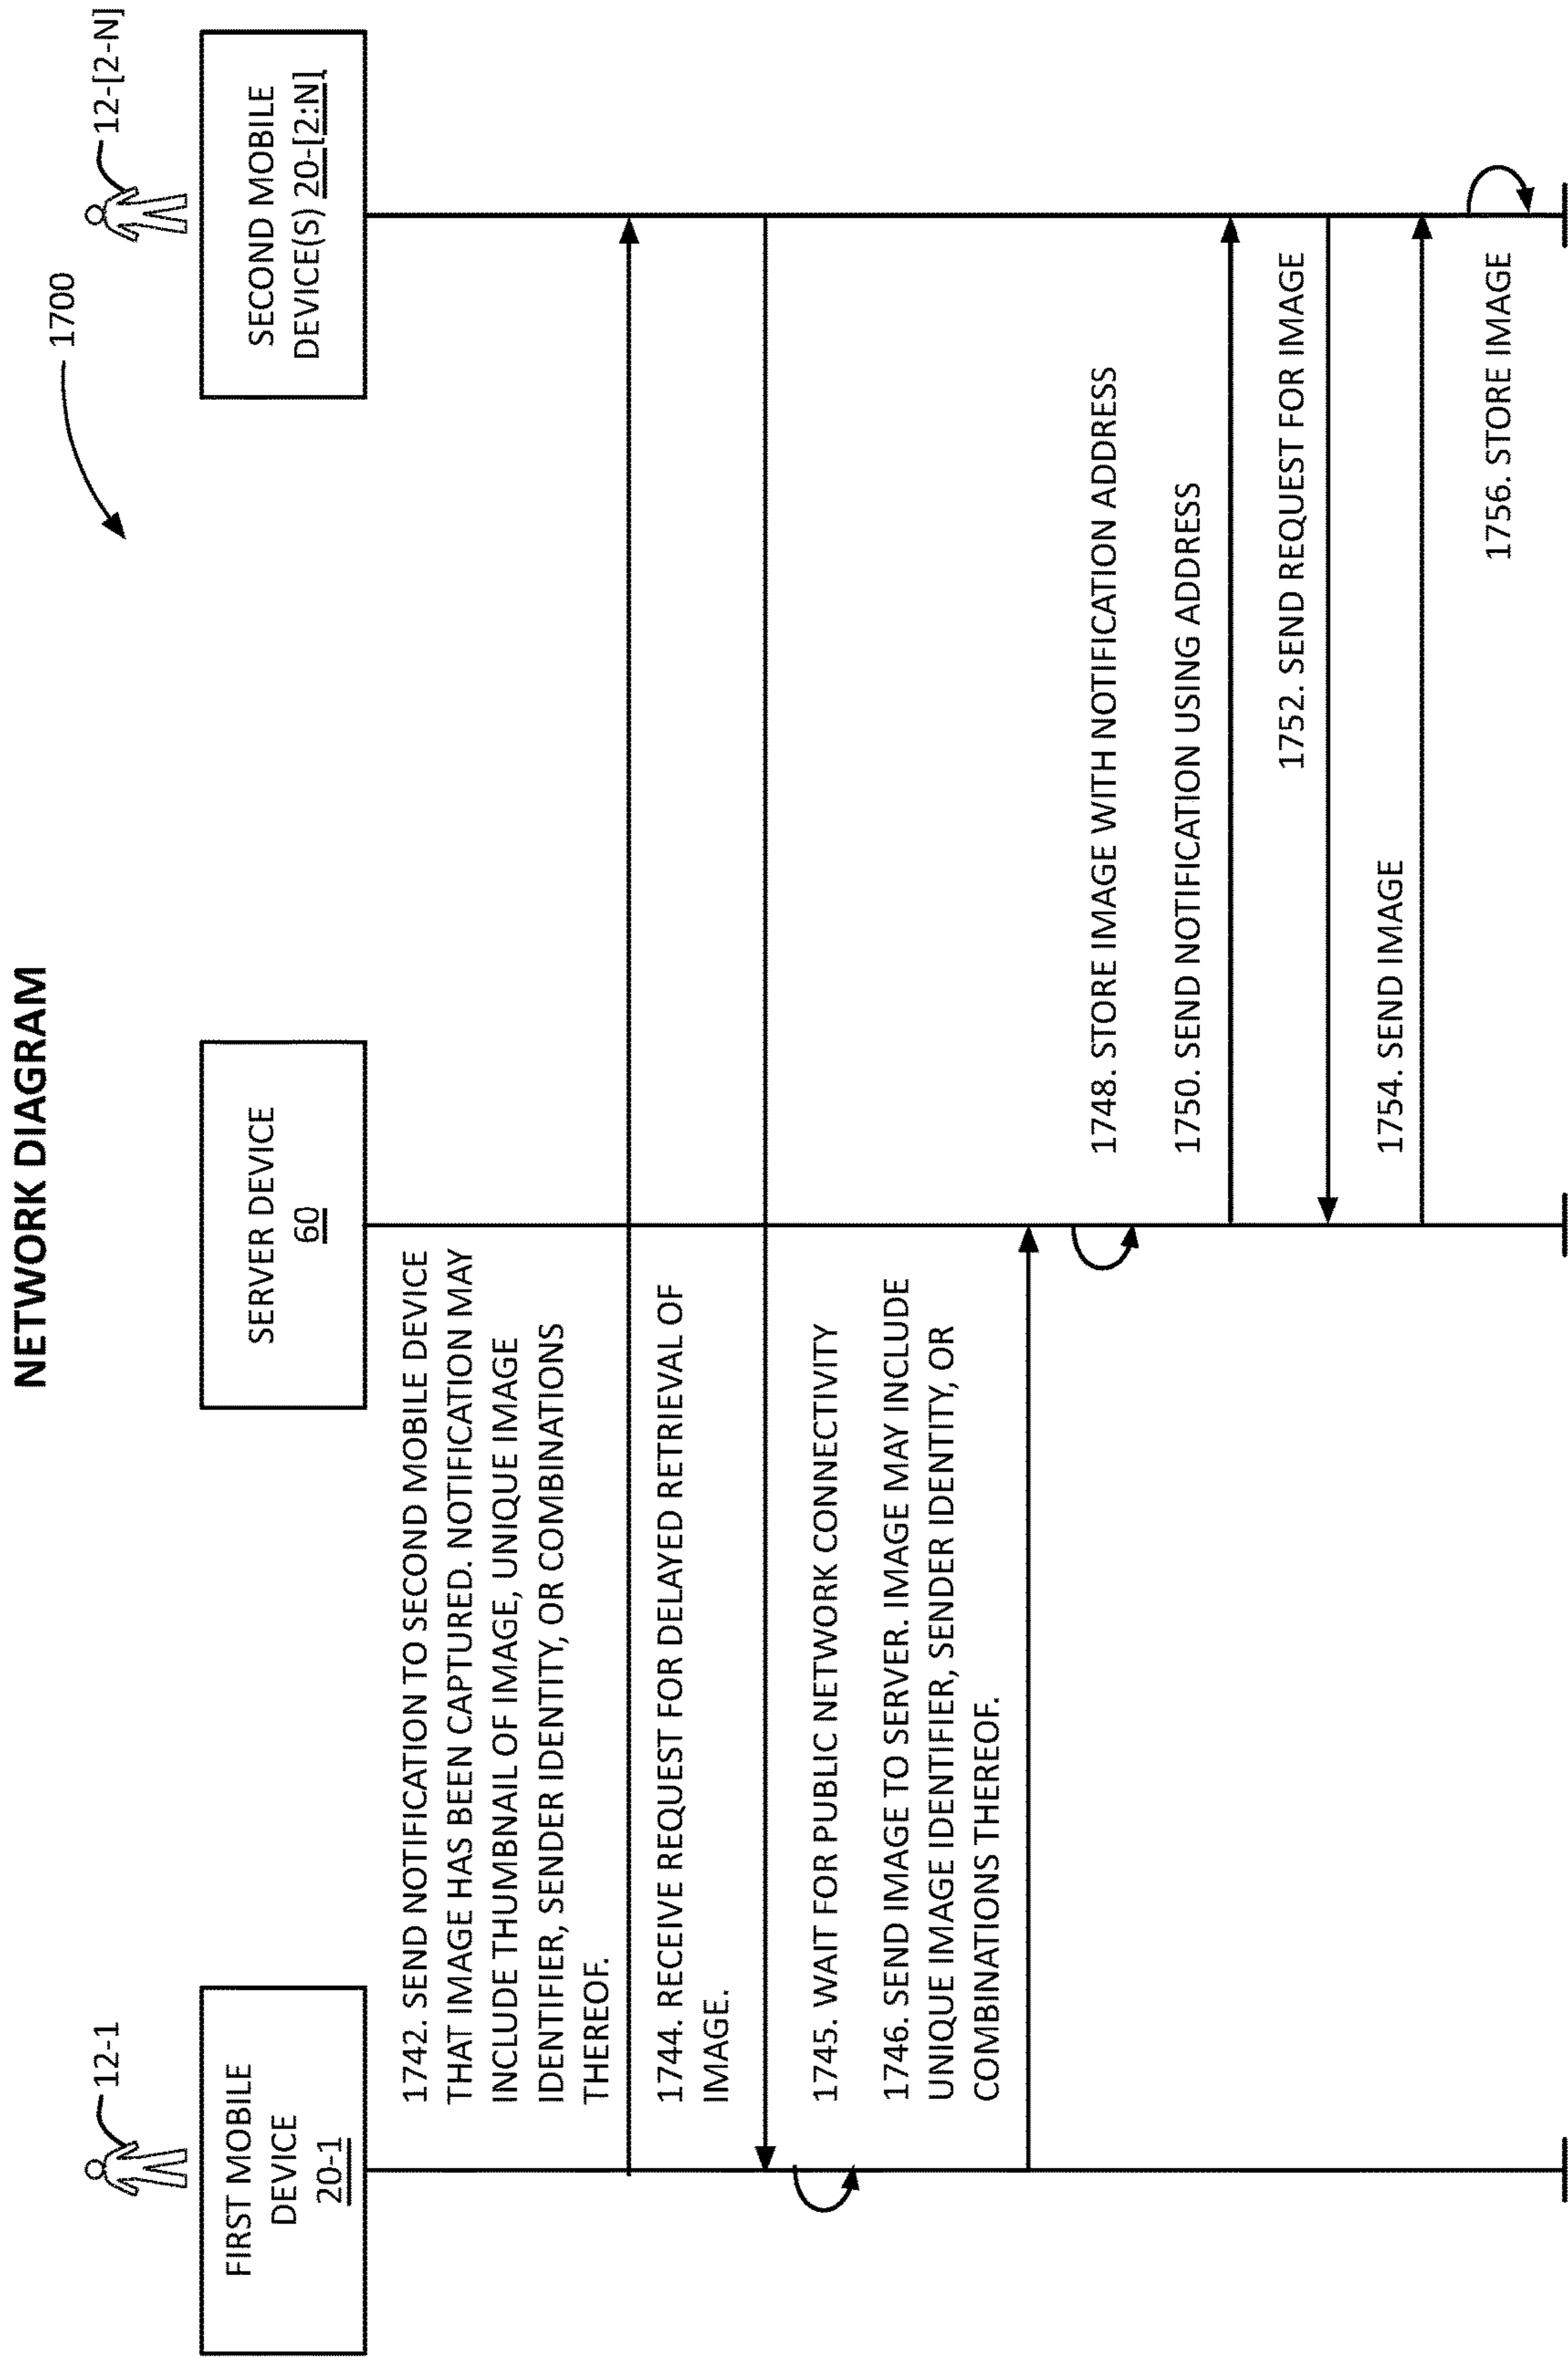 NETWORK DIAGRAM
1700
12-1
12-[2-N]
FIRST MOBILE
DEVICE
20-1
SERVER DEVICE
60
SECOND MOBILE
DEVICE(S) 20-[2:N]
1742. SEND NOTIFICATION TO SECOND MOBILE DEVICE
THAT IMAGE HAS BEEN CAPTURED. NOTIFICATION MAY
INCLUDE THUMBNAIL OF IMAGE, UNIQUE IMAGE
IDENTIFIER, SENDER IDENTITY, OR COMBINATIONS
THEREOF.
1744. RECEIVE REQUEST FOR DELAYED RETRIEVAL OF
IMAGE.
1745. WAIT FOR PUBLIC NETWORK CONNECTIVITY
1746. SEND IMAGE TO SERVER. IMAGE MAY INCLUDE
UNIQUE IMAGE IDENTIFIER, SENDER IDENTITY, OR
COMBINATIONS THEREOF.
1748. STORE IMAGE WITH NOTIFICATION ADDRESS
1750. SEND NOTIFICATION USING ADDRESS
1752. SEND REQUEST FOR IMAGE
1754. SEND IMAGE
1756. STORE IMAGE